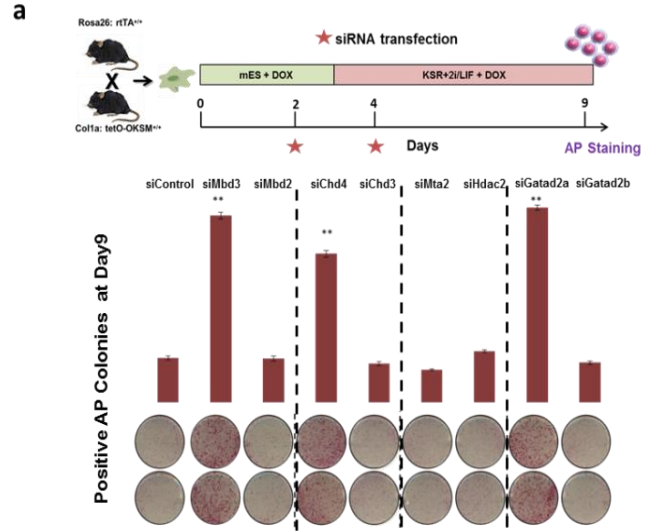 a
Rosa26: rtTA+/+
X
Col1a: tetO-OKSM+/+
★ siRNA transfection
mES + DOX
KSR+2i/LIF + DOX
0 2 4 9
★ ★ Days AP Staining
siControl siMbd3 siMbd2 siChd4 siChd3 siMta2 siHdac2 siGatad2a siGatad2b
** ** **
Positive AP Colonies at Day9